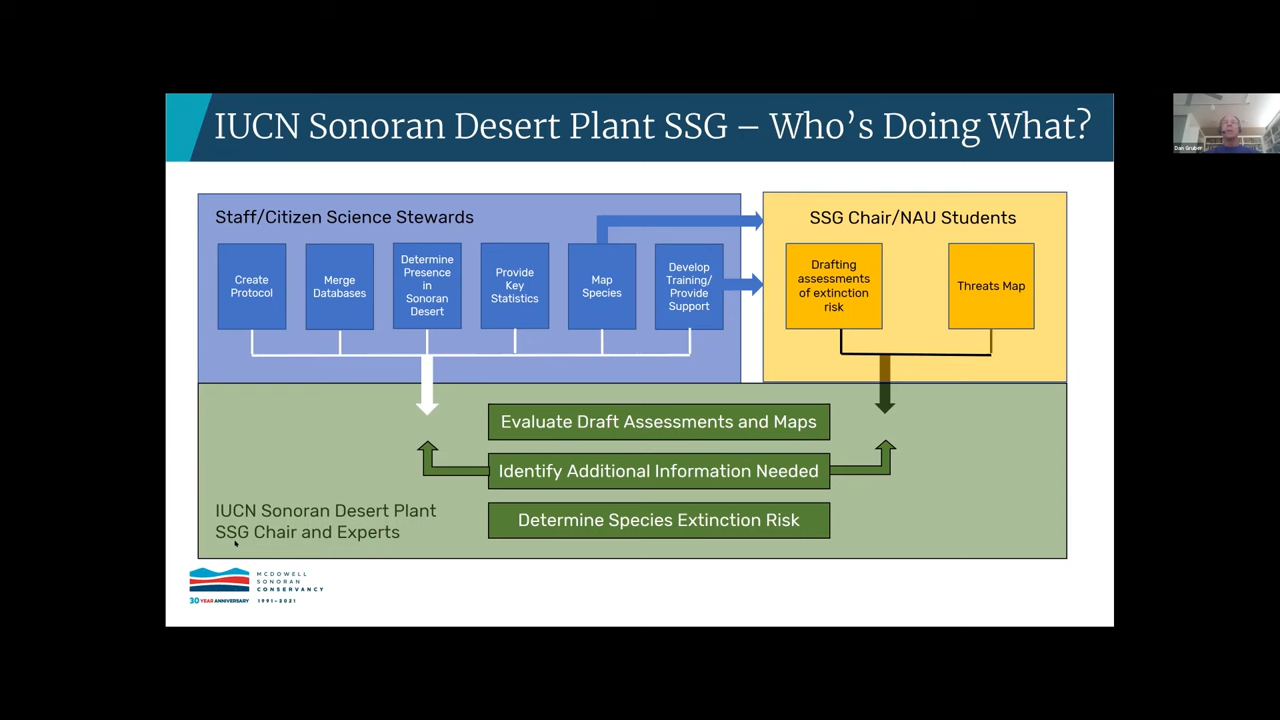 IUCN Sonoran Desert Plant SSG – Who's Doing What?
Dan Gruber
Staff/Citizen Science Stewards
Create
Protocol
Merge
Databases
Determine
Presence
in
Sonoran
Desert
Provide
Key
Statistics
Map
Species
Develop
Training/
Provide
Support
SSG Chair/NAU Students
Drafting
assessments
of extinction
risk
Threats Map
Evaluate Draft Assessments and Maps
Identify Additional Information Needed
Determine Species Extinction Risk
IUCN Sonoran Desert Plant
SSG Chair and Experts
MCDOWELL
SONORAN
CONSERVANCY
30 YEAR ANNIVERSARY 1991–2021